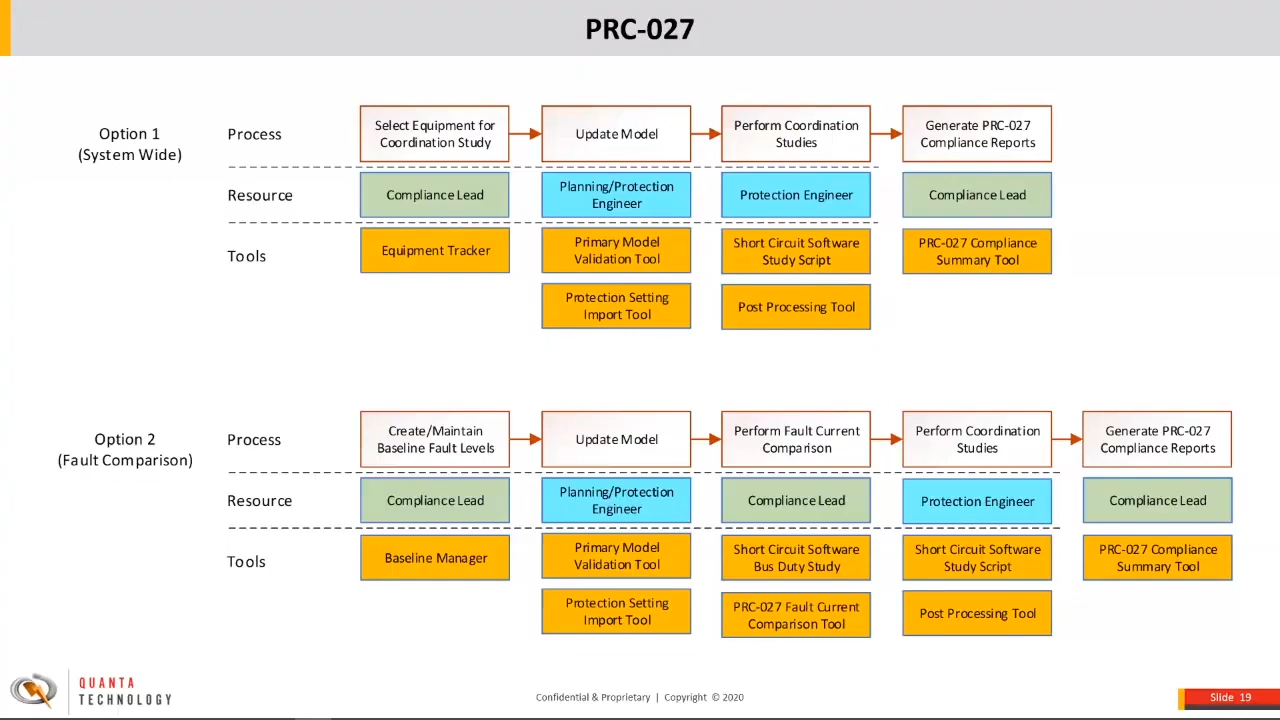 PRC-027
Option 1
(System Wide)
Process
Select Equipment for
Coordination Study
Update Model
Perform Coordination
Studies
Generate PRC-027
Compliance Reports
Resource
Compliance Lead
Planning/Protection
Engineer
Protection Engineer
Compliance Lead
Tools
Equipment Tracker
Primary Model
Validation Tool
Short Circuit Software
Study Script
PRC-027 Compliance
Summary Tool
Protection Setting
Import Tool
Post Processing Tool
Option 2
(Fault Comparison)
Process
Create/Maintain
Baseline Fault Levels
Update Model
Perform Fault Current
Comparison
Perform Coordination
Studies
Generate PRC-027
Compliance Reports
Resource
Compliance Lead
Planning/Protection
Engineer
Compliance Lead
Protection Engineer
Compliance Lead
Tools
Baseline Manager
Primary Model
Validation Tool
Short Circuit Software
Bus Duty Study
Short Circuit Software
Study Script
PRC-027 Compliance
Summary Tool
Protection Setting
Import Tool
PRC-027 Fault Current
Comparison Tool
Post Processing Tool
QUANTA
TECHNOLOGY
Confidential & Proprietary | Copyright © 2020
Slide 19